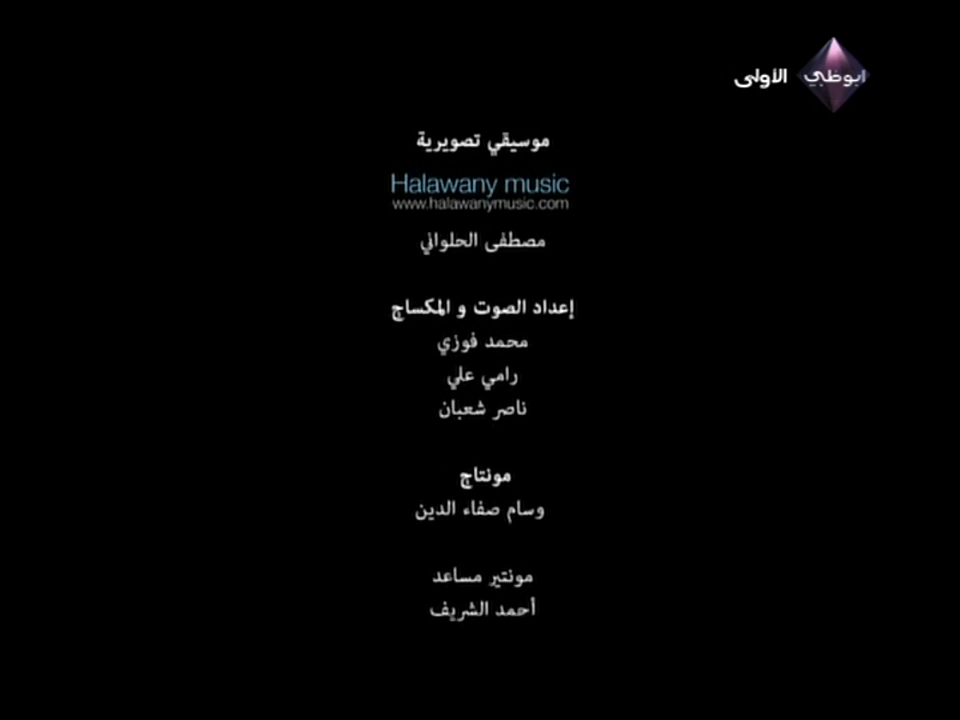 ابوظبي الأولى
موسيقي تصويرية
Halawany music
www.halawanymusic.com
مصطفى الحلواني
إعداد الصوت و المكساج
محمد فوزي
رامي علي
ناصر شعبان
مونتاج
وسام صفاء الدين
مونتير مساعد
أحمد الشريف